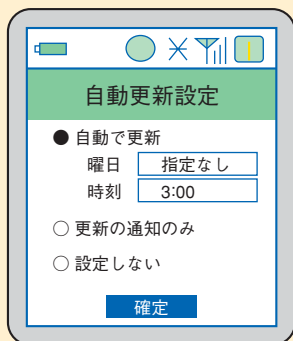 自動更新設定
● 自動で更新
曜日 指定なし
時刻 3:00
○ 更新の通知のみ
○ 設定しない
確定